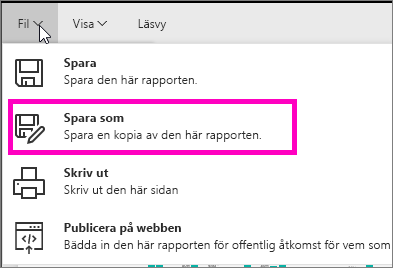 Fil Visa Läsvy
Spara
Spara den här rapporten.
Spara som
Spara en kopia av den här rapporten.
Skriv ut
Skriv ut den här sidan
Publicera på webben
Bädda in den här rapporten för offentlig åtkomst för vem som